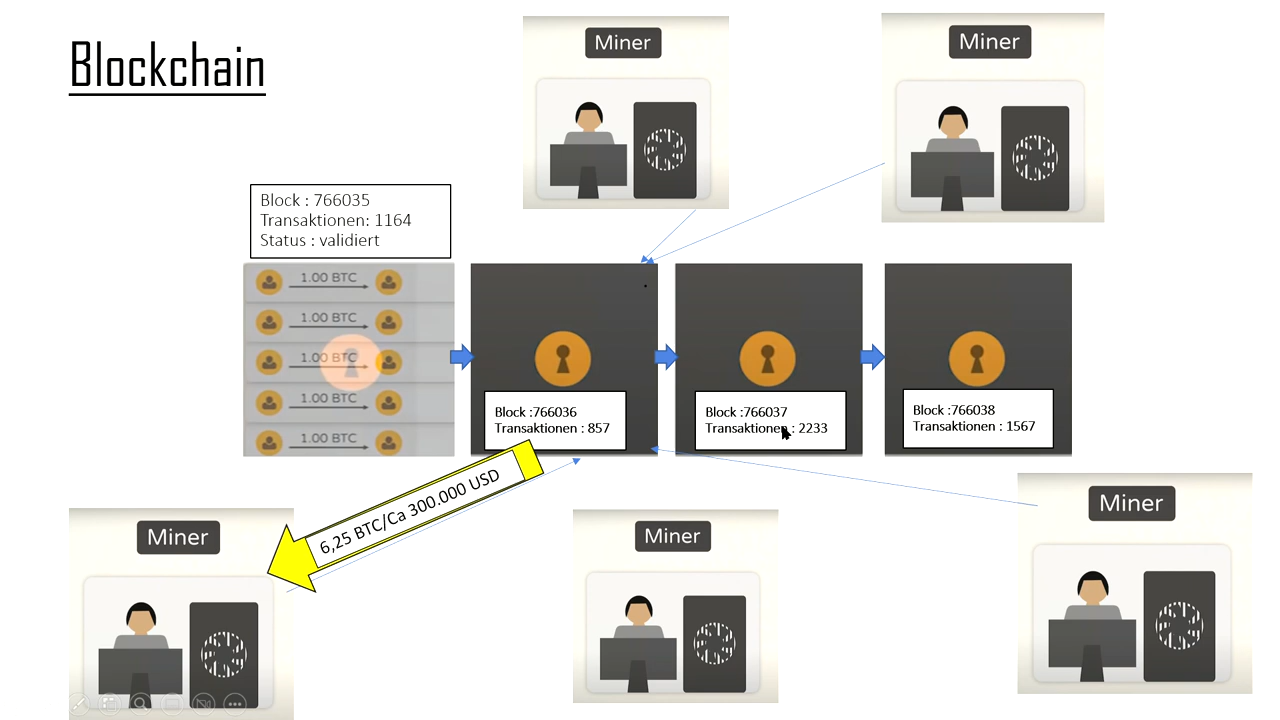 Blockchain
Miner
Miner
Block : 766035
Transaktionen: 1164
Status : validiert
1.00 BTC
1.00 BTC
1.00 BTC
1.00 BTC
1.00 BTC
Block :766036
Transaktionen : 857
Block :766037
Transaktionen : 2233
Block :766038
Transaktionen : 1567
6,25 BTC/Ca 300.000 USD
Miner
Miner
Miner